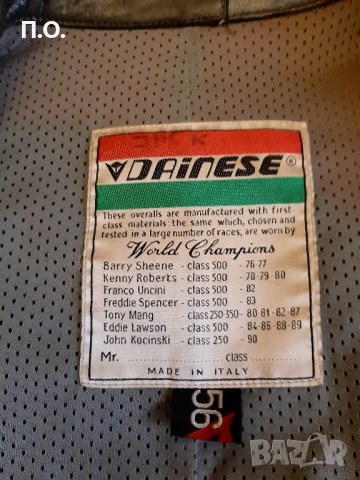 п.о.
DAiNESE ®
These overalls are manufactured with first
class materials: the same which, chosen and
tested in a large number of races, are worn by
World Champions
Barry Sheene - class 500 - 76-77
Kenny Roberts - class 500 - 78-79-80
Franco Uncini - class 500 - 82
Freddie Spencer - class 500 - 83
Tony Mang - class 250-350 - 80-81-82-87
Eddie Lawson - class 500 - 84-86-88-89
John Kocinski - class 250 - 90
Mr. class
MADE IN ITALY
56
BAZAR
bg